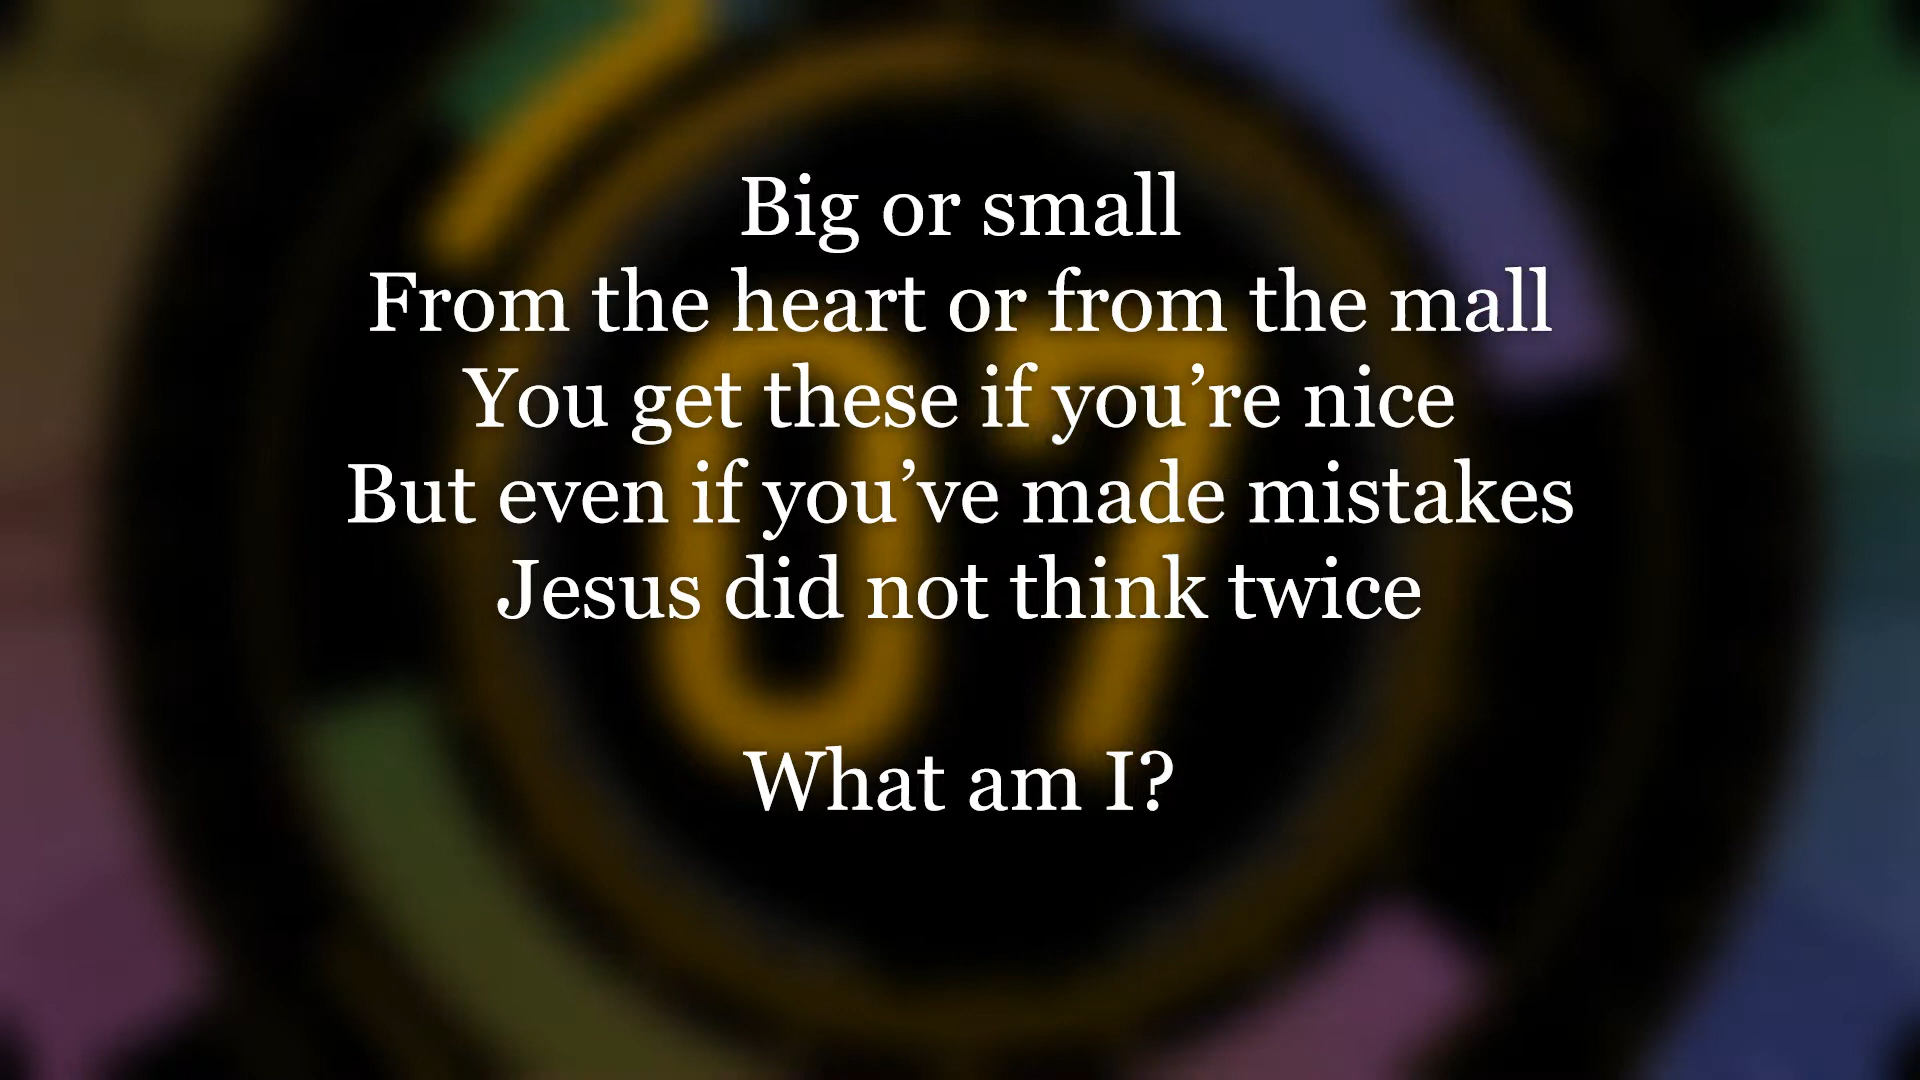 Big or small
From the heart or from the mall
You get these if you’re nice
But even if you’ve made mistakes
Jesus did not think twice
What am I?
07